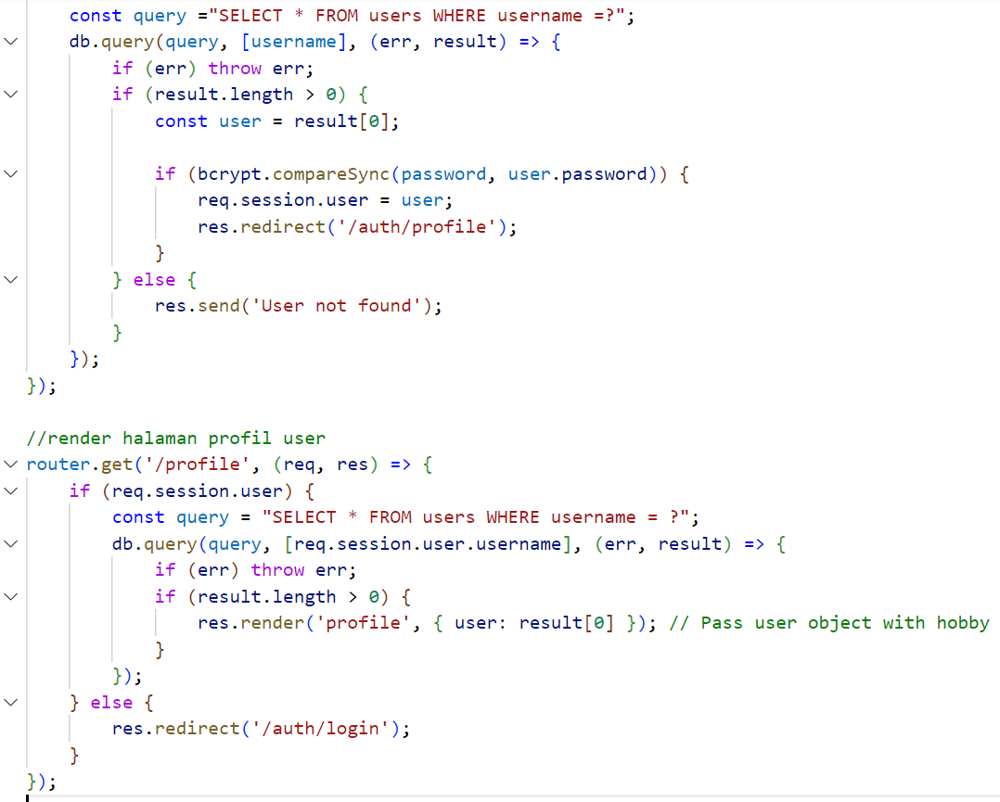 const query ="SELECT * FROM users WHERE username =?";
    db.query(query, [username], (err, result) => {
        if (err) throw err;
        if (result.length > 0) {
            const user = result[0];

            if (bcrypt.compareSync(password, user.password)) {
                req.session.user = user;
                res.redirect('/auth/profile');
            }
        } else {
            res.send('User not found');
        }
    });
});

//render halaman profil user
router.get('/profile', (req, res) => {
    if (req.session.user) {
        const query = "SELECT * FROM users WHERE username = ?";
        db.query(query, [req.session.user.username], (err, result) => {
            if (err) throw err;
            if (result.length > 0) {
                res.render('profile', { user: result[0] }); // Pass user object with hobby
            }
        });
    } else {
        res.redirect('/auth/login');
    }
});